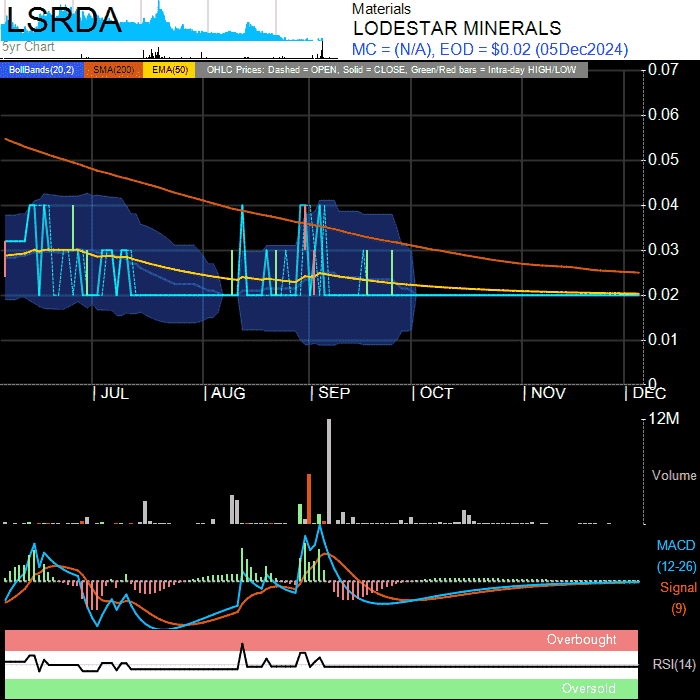 LSRDA
5yr Chart
Materials
LODESTAR MINERALS
MC = (N/A), EOD = $0.02 (05Dec2024)
BollBands(20,2) SMA(200) EMA(50) OHLC Prices: Dashed = OPEN, Solid = CLOSE, Green/Red bars = Intra-day HIGH/LOW
0.07
0.06
0.05
0.04
0.03
0.02
0.01
0
| JUL | AUG | SEP | OCT | NOV | DEC
12M
Volume
MACD
(12-26)
Signal
(9)
Overbought
RSI(14)
Oversold